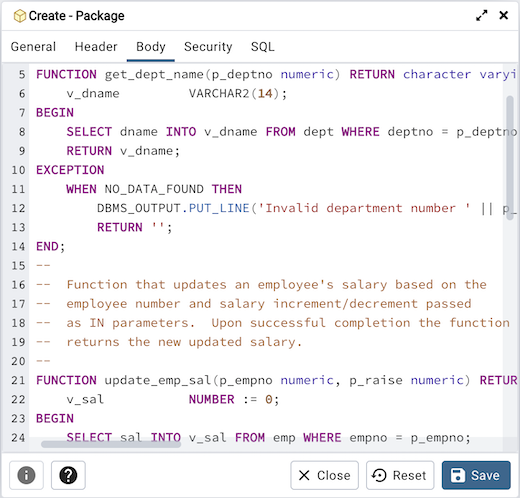 Create - Package
General Header Body Security SQL
5 FUNCTION get_dept_name(p_deptno numeric) RETURN character varyi
6 v_dname VARCHAR2(14);
7 BEGIN
8 SELECT dname INTO v_dname FROM dept WHERE deptno = p_deptno
9 RETURN v_dname;
10 EXCEPTION
11 WHEN NO_DATA_FOUND THEN
12 DBMS_OUTPUT.PUT_LINE('Invalid department number ' || p_
13 RETURN '';
14 END;
15 --
16 -- Function that updates an employee's salary based on the
17 -- employee number and salary increment/decrement passed
18 -- as IN parameters. Upon successful completion the function
19 -- returns the new updated salary.
20 --
21 FUNCTION update_emp_sal(p_empno numeric, p_raise numeric) RETUR
22 v_sal NUMBER := 0;
23 BEGIN
24 SELECT sal INTO v_sal FROM emp WHERE empno = p_empno;
Close Reset Save